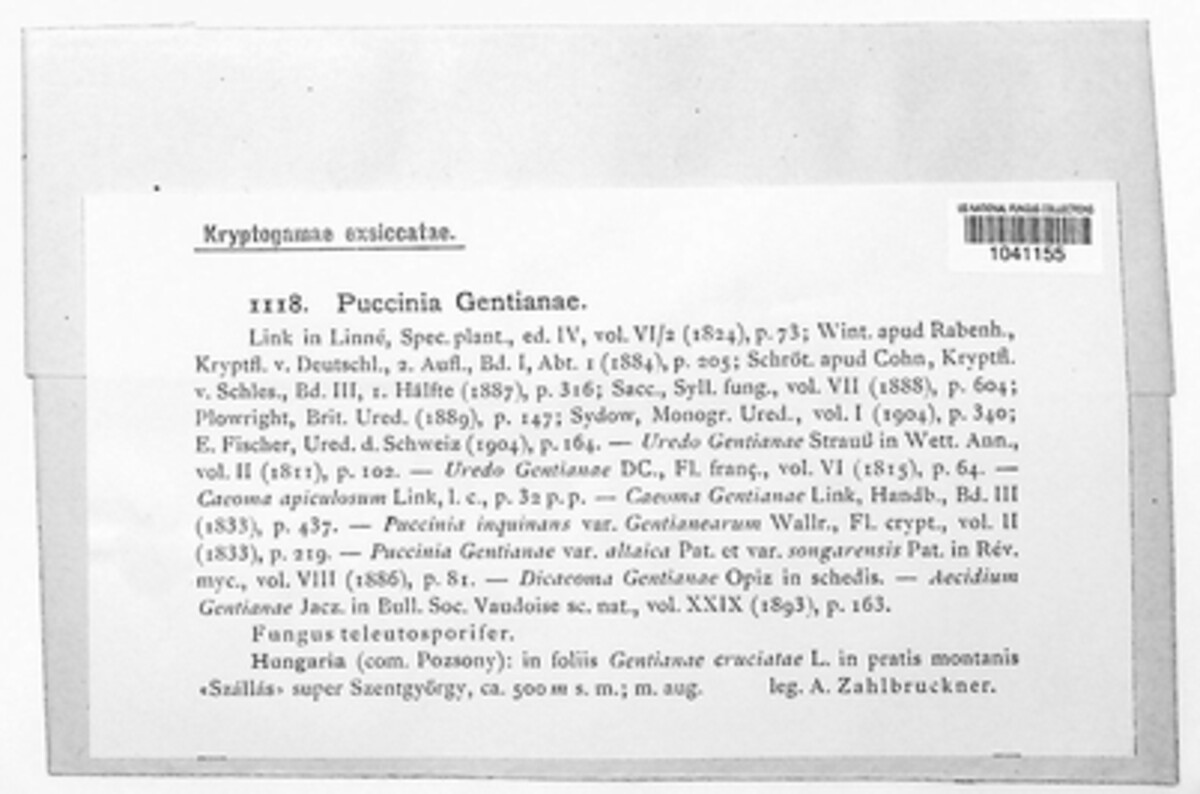 Kryptogamae exsiccatae.
US NATIONAL FUNGUS COLLECTIONS
1041155
1118. Puccinia Gentianae.
Link in Linné, Spec. plant., ed. IV, vol. VI/2 (1824), p. 73; Wint. apud Rabenh.,
Kryptfl. v. Deutschl., 2. Aufl., Bd. I, Abt. 1 (1884), p. 205; Schröt. apud Cohn, Kryptfl.
v. Schles., Bd. III, 1. Hälfte (1887), p. 316; Sacc., Syll. fung., vol. VII (1888), p. 604;
Plowright, Brit. Ured. (1889), p. 147; Sydow, Monogr. Ured., vol. I (1904), p. 340;
E. Fischer, Ured. d. Schweiz (1904), p. 164. — Uredo Gentianae Strauß in Wett. Ann.,
vol. II (1811), p. 102. — Uredo Gentianae DC., Fl. franç., vol. VI (1815), p. 64. —
Caeoma apiculosum Link, l. c., p. 32 p. p. — Caeoma Gentianae Link, Handb., Bd. III
(1833), p. 437. — Puccinia inquinans var. Gentianearum Wallr., Fl. crypt., vol. II
(1833), p. 219. — Puccinia Gentianae var. altaica Pat. et var. songarensis Pat. in Rév.
myc., vol. VIII (1886), p. 81. — Dicaeoma Gentianae Opiz in schedis. — Aecidium
Gentianae Jacz. in Bull. Soc. Vaudoise sc. nat., vol. XXIX (1893), p. 163.
Fungus teleutosporifer.
Hungaria (com. Pozsony): in foliis Gentianae cruciatae L. in pratis montanis
«Szállás» super Szentgyörgy, ca. 500 m s. m.; m. aug. leg. A. Zahlbruckner.